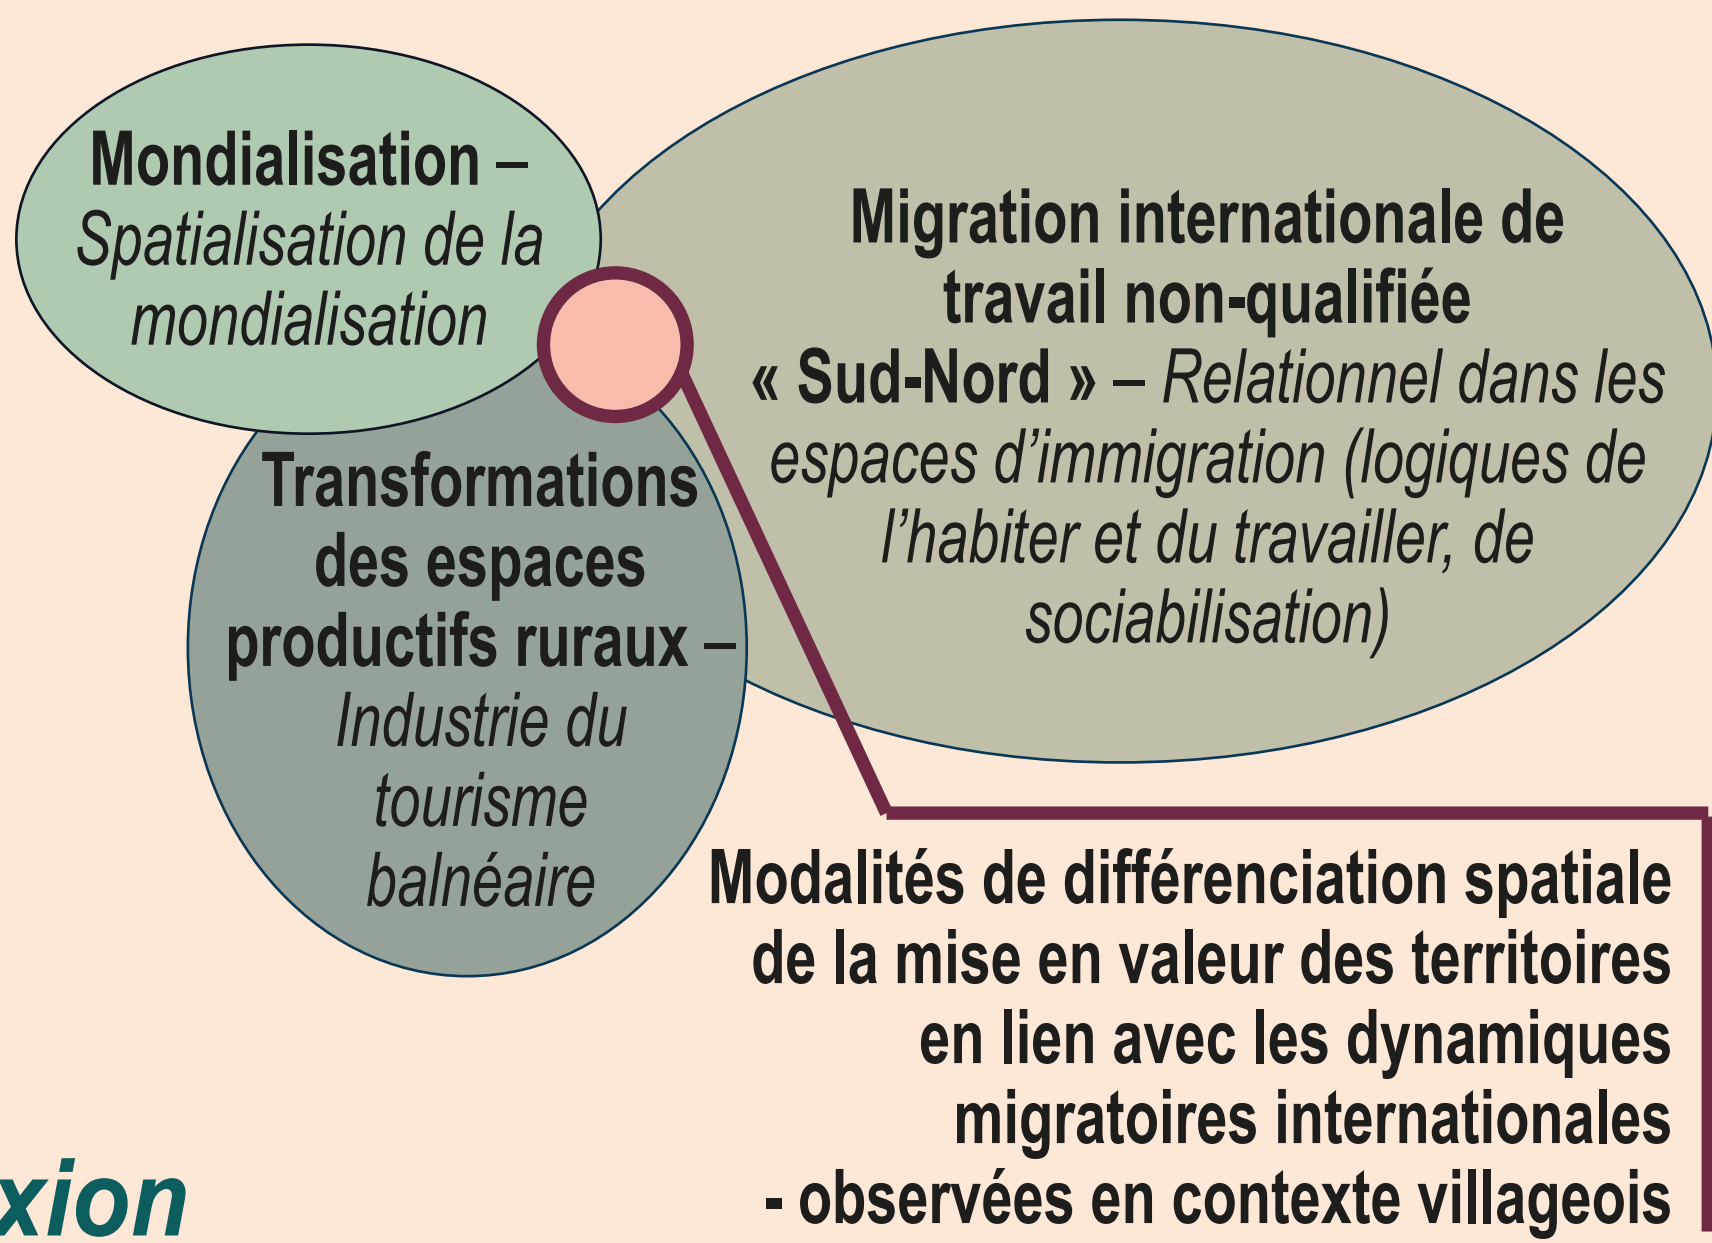 Mondialisation –
Spatialisation de la
mondialisation
Migration internationale de
travail non-qualifiée
« Sud-Nord » – Relationnel dans les
espaces d’immigration (logiques de
l’habiter et du travailler, de
sociabilisation)
Transformations
des espaces
productifs ruraux –
Industrie du
tourisme
balnéaire
Modalités de différenciation spatiale
de la mise en valeur des territoires
en lien avec les dynamiques
migratoires internationales
- observées en contexte villageois
xion